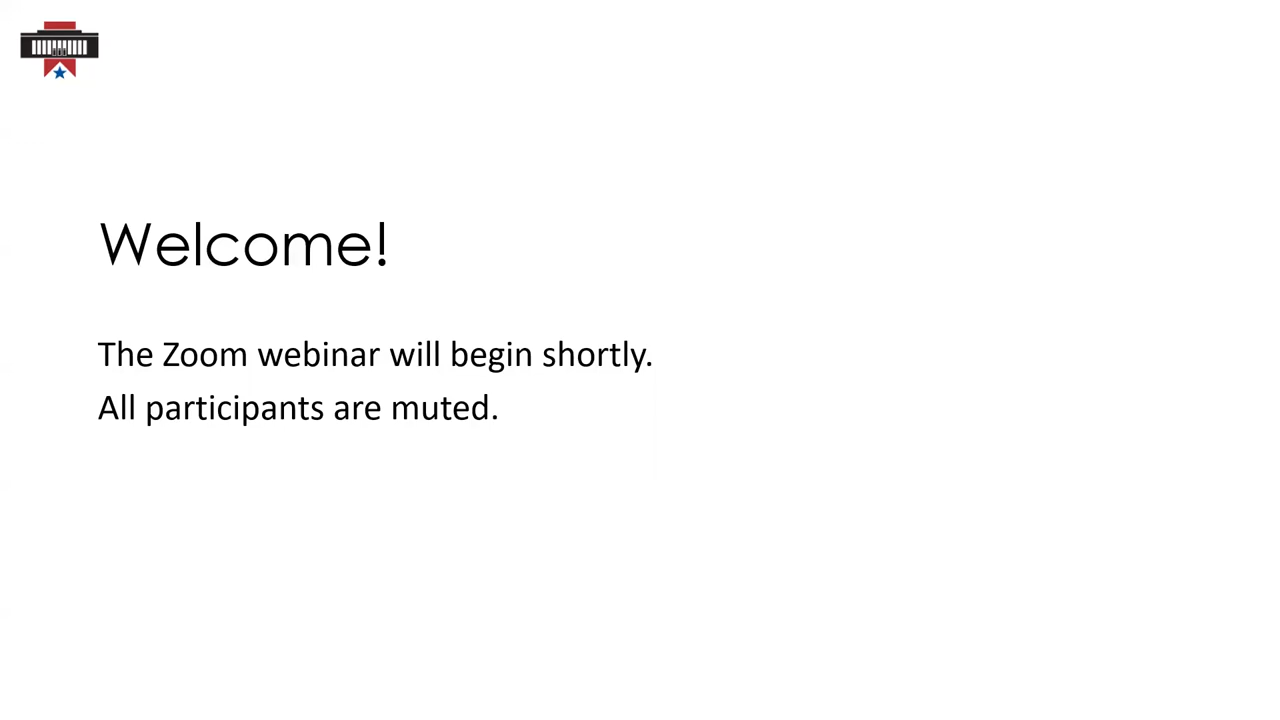 Welcome!
The Zoom webinar will begin shortly.
All participants are muted.